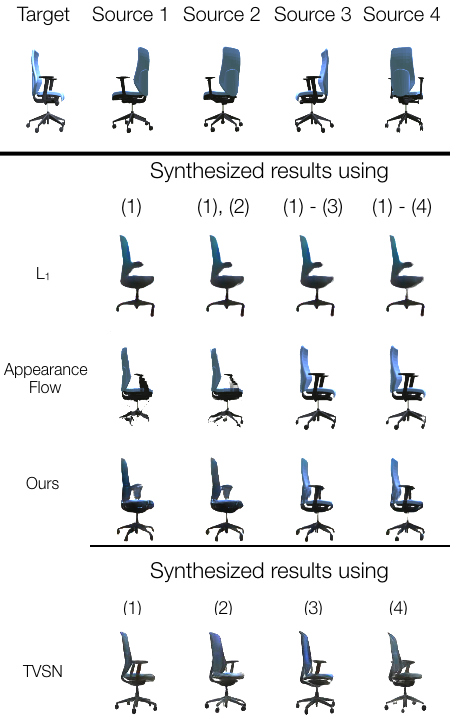 Target Source 1 Source 2 Source 3 Source 4
Synthesized results using
(1) (1), (2) (1) - (3) (1) - (4)
L₁
Appearance
Flow
Ours
Synthesized results using
(1) (2) (3) (4)
TVSN